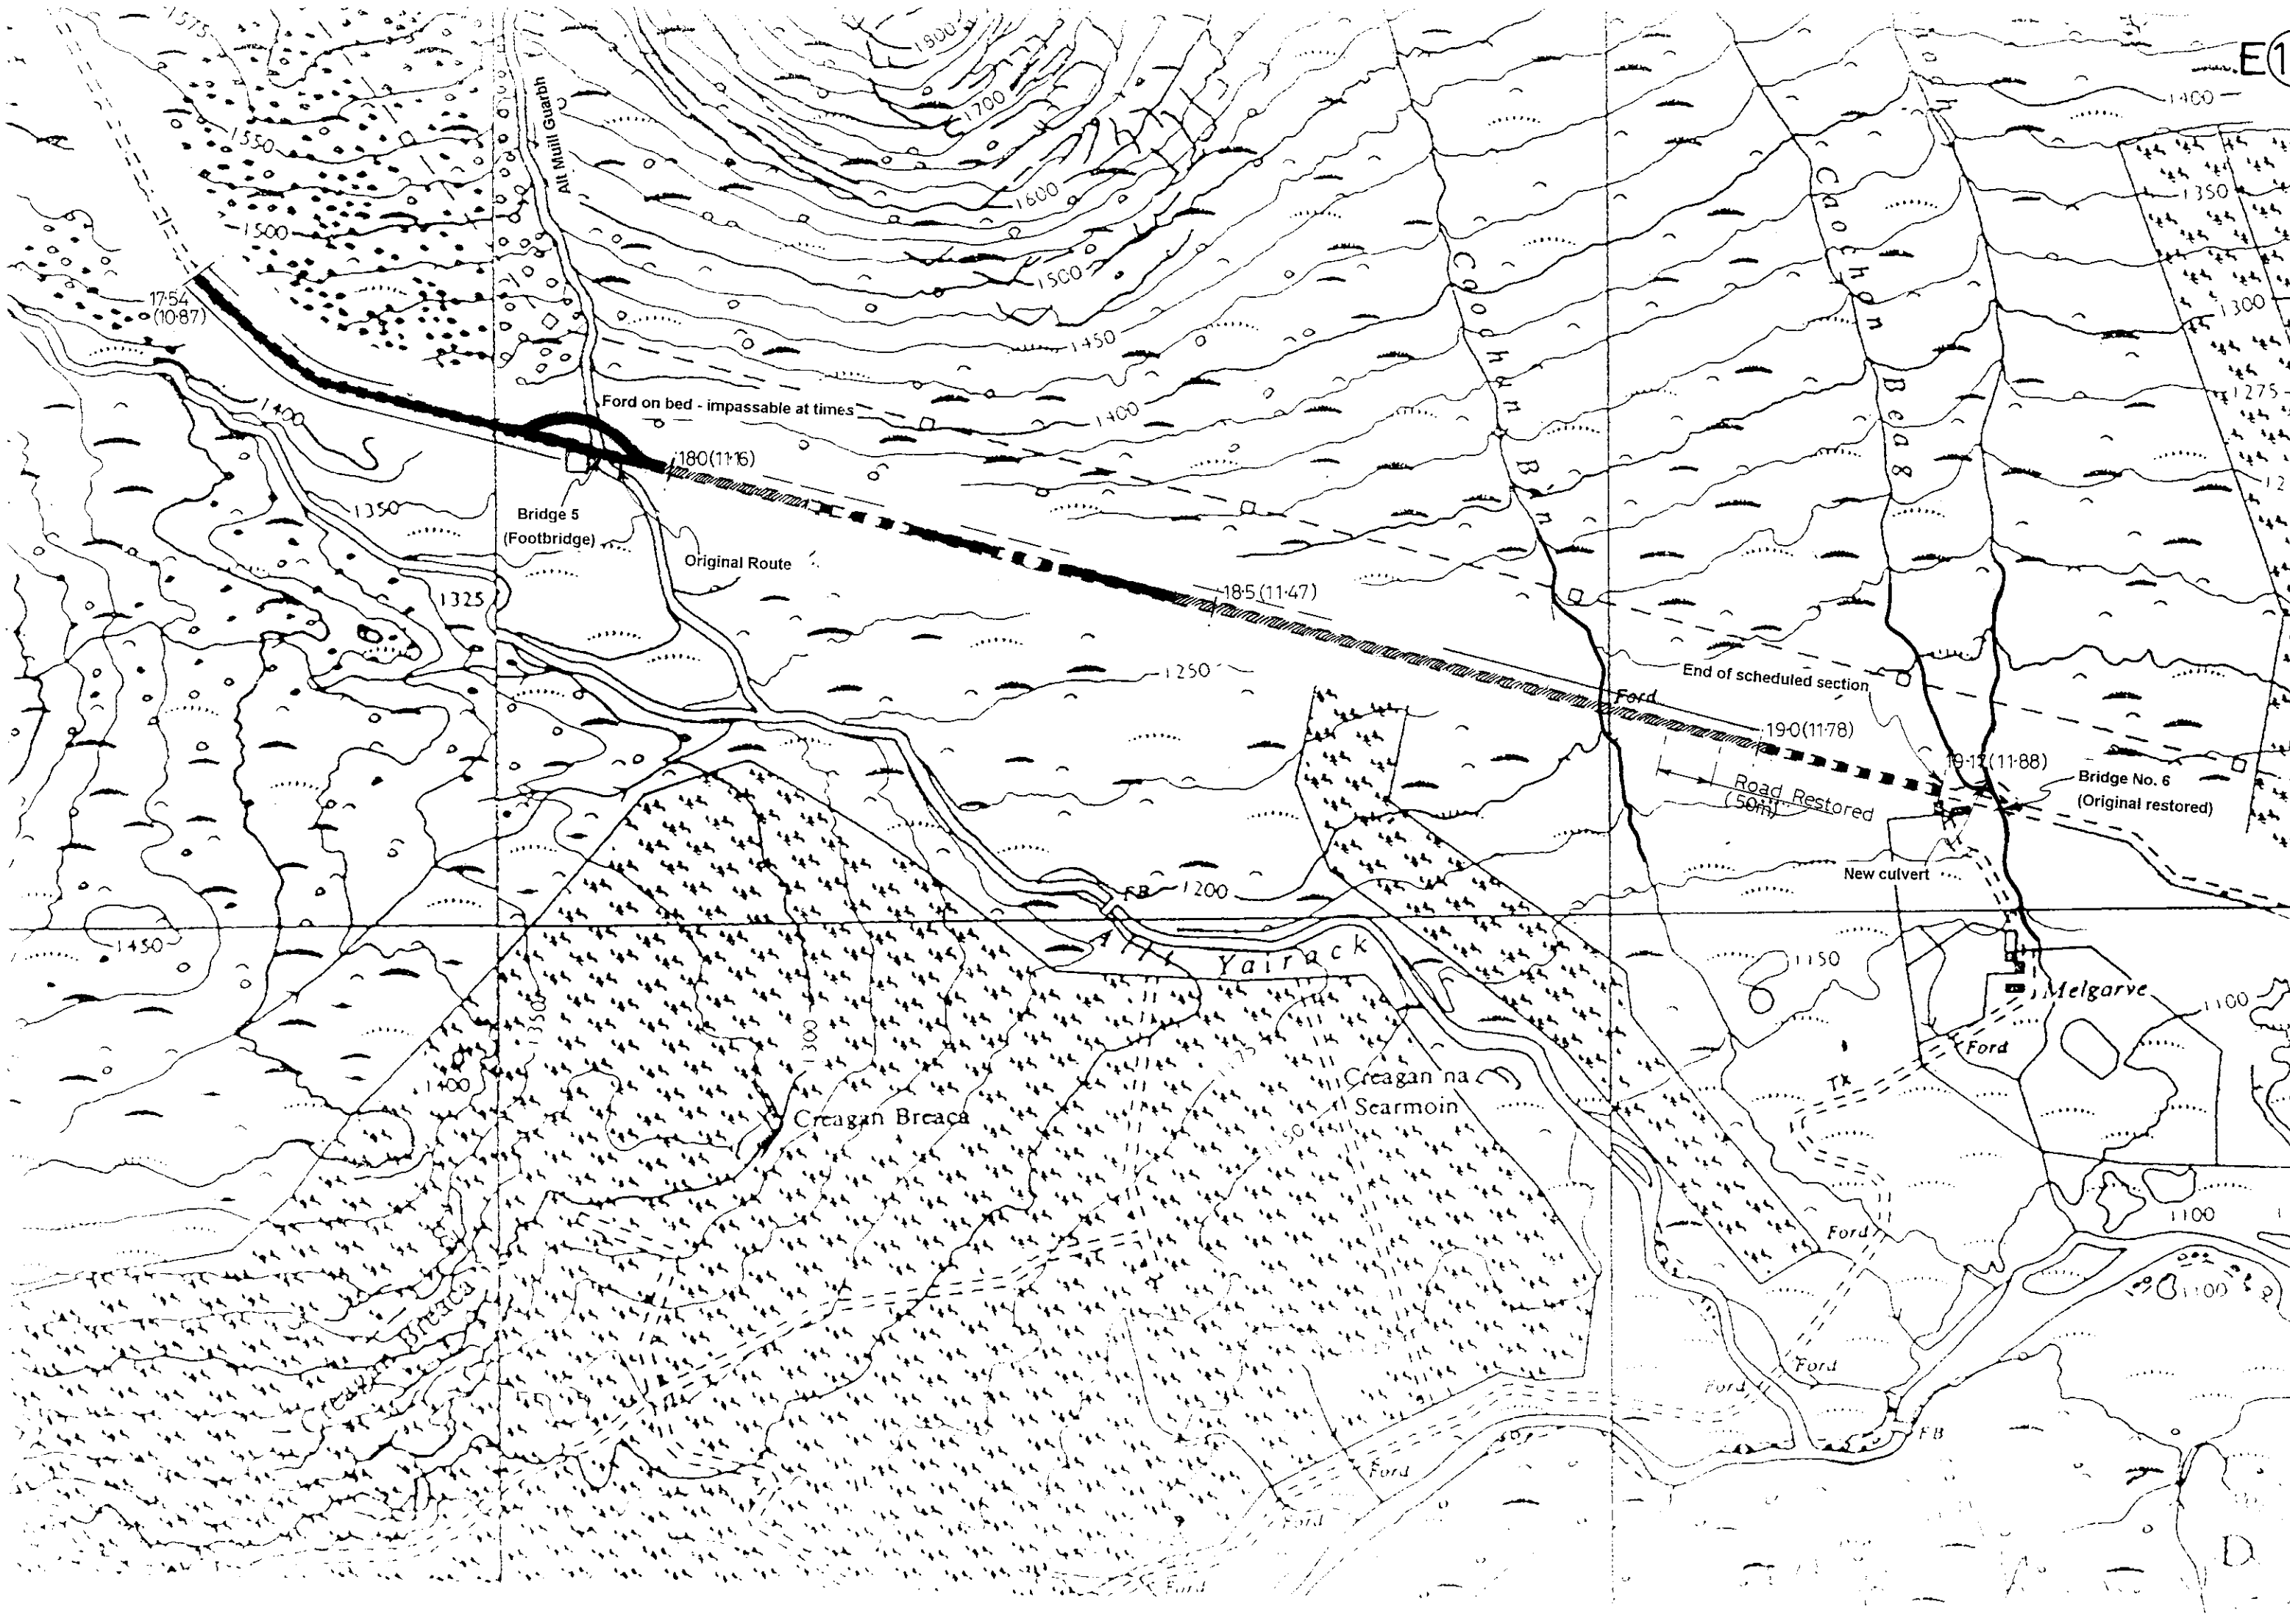 1575
1800
E1
1400
1700
1550
Alt Muill Guarbh
1600
1350
Caochan
1500
1500
17·54
(10·87)
1300
1450
Caochan Bàn
1275
1400
Ford on bed - impassable at times
1400
Beag
180(11·16)
1350
Bridge 5
(Footbridge)
Original Route
1325
18·5(11·47)
1250
End of scheduled section
Ford
19·0(11·78)
19·12(11·88)
Bridge No. 6
(Original restored)
Road Restored
(50m)
New culvert
FB
1200
1450
Allt Yairack
1150
Melgarve
1100
1350
1300
Ford
1400
Tk
Creagan na
Searmoin
Creagan Breaca
1100
Ford
1100
Breaca
Ford
Ford
FB
Ford
Ford
Ford
D